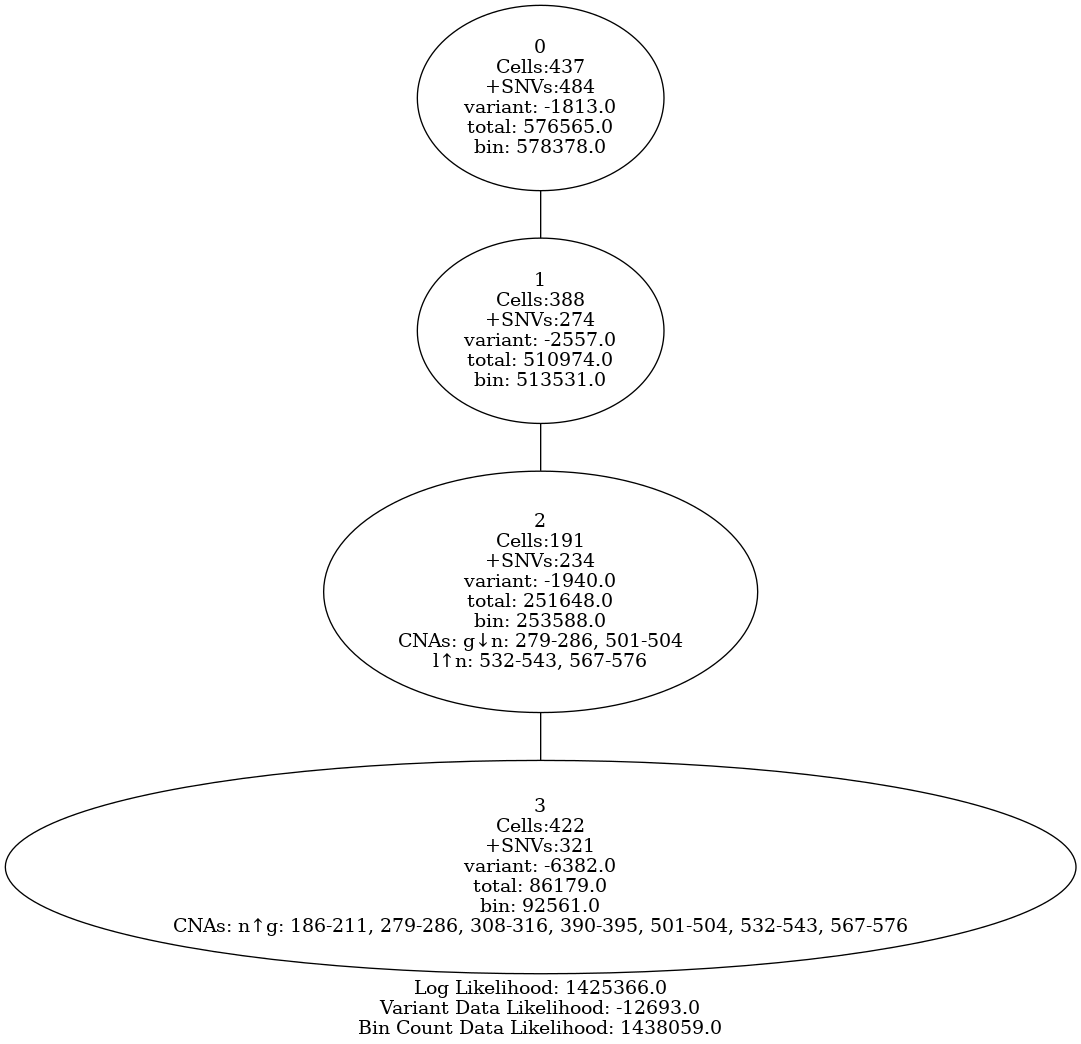 0
Cells:437
+SNVs:484
variant: -1813.0
total: 576565.0
bin: 578378.0
1
Cells:388
+SNVs:274
variant: -2557.0
total: 510974.0
bin: 513531.0
2
Cells:191
+SNVs:234
variant: -1940.0
total: 251648.0
bin: 253588.0
CNAs: g↓n: 279-286, 501-504
l↑n: 532-543, 567-576
3
Cells:422
+SNVs:321
variant: -6382.0
total: 86179.0
bin: 92561.0
CNAs: n↑g: 186-211, 279-286, 308-316, 390-395, 501-504, 532-543, 567-576
Log Likelihood: 1425366.0
Variant Data Likelihood: -12693.0
Bin Count Data Likelihood: 1438059.0